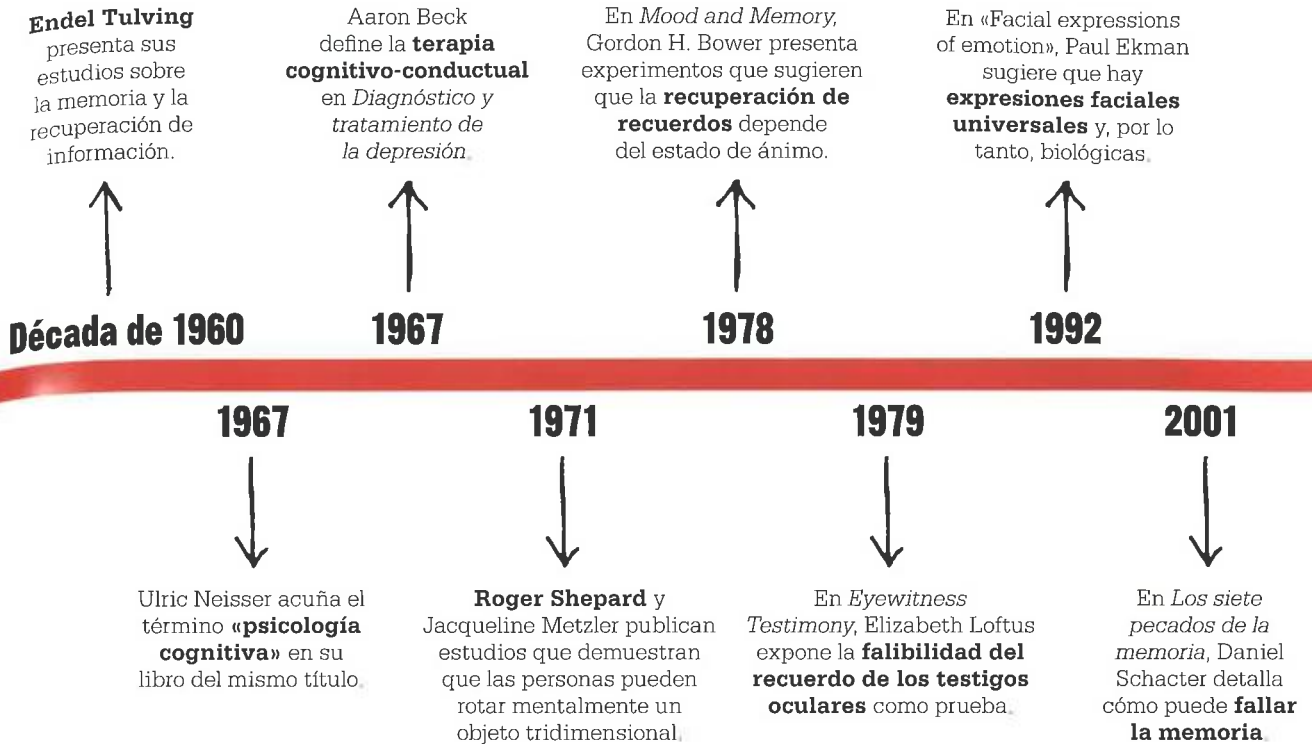 Endel Tulving
presenta sus
estudios sobre
la memoria y la
recuperación de
información.
Aaron Beck
define la terapia
cognitivo-conductual
en Diagnóstico y
tratamiento de
la depresión.
En Mood and Memory,
Gordon H. Bower presenta
experimentos que sugieren
que la recuperación de
recuerdos depende
del estado de ánimo.
En «Facial expressions
of emotion», Paul Ekman
sugiere que hay
expresiones faciales
universales y, por lo
tanto, biológicas.
Década de 1960
1967
1978
1992
1967
1971
1979
2001
Ulric Neisser acuña el
término «psicología
cognitiva» en su
libro del mismo título.
Roger Shepard y
Jacqueline Metzler publican
estudios que demuestran
que las personas pueden
rotar mentalmente un
objeto tridimensional.
En Eyewitness
Testimony, Elizabeth Loftus
expone la falibilidad del
recuerdo de los testigos
oculares como prueba.
En Los siete
pecados de la
memoria, Daniel
Schacter detalla
cómo puede fallar
la memoria.